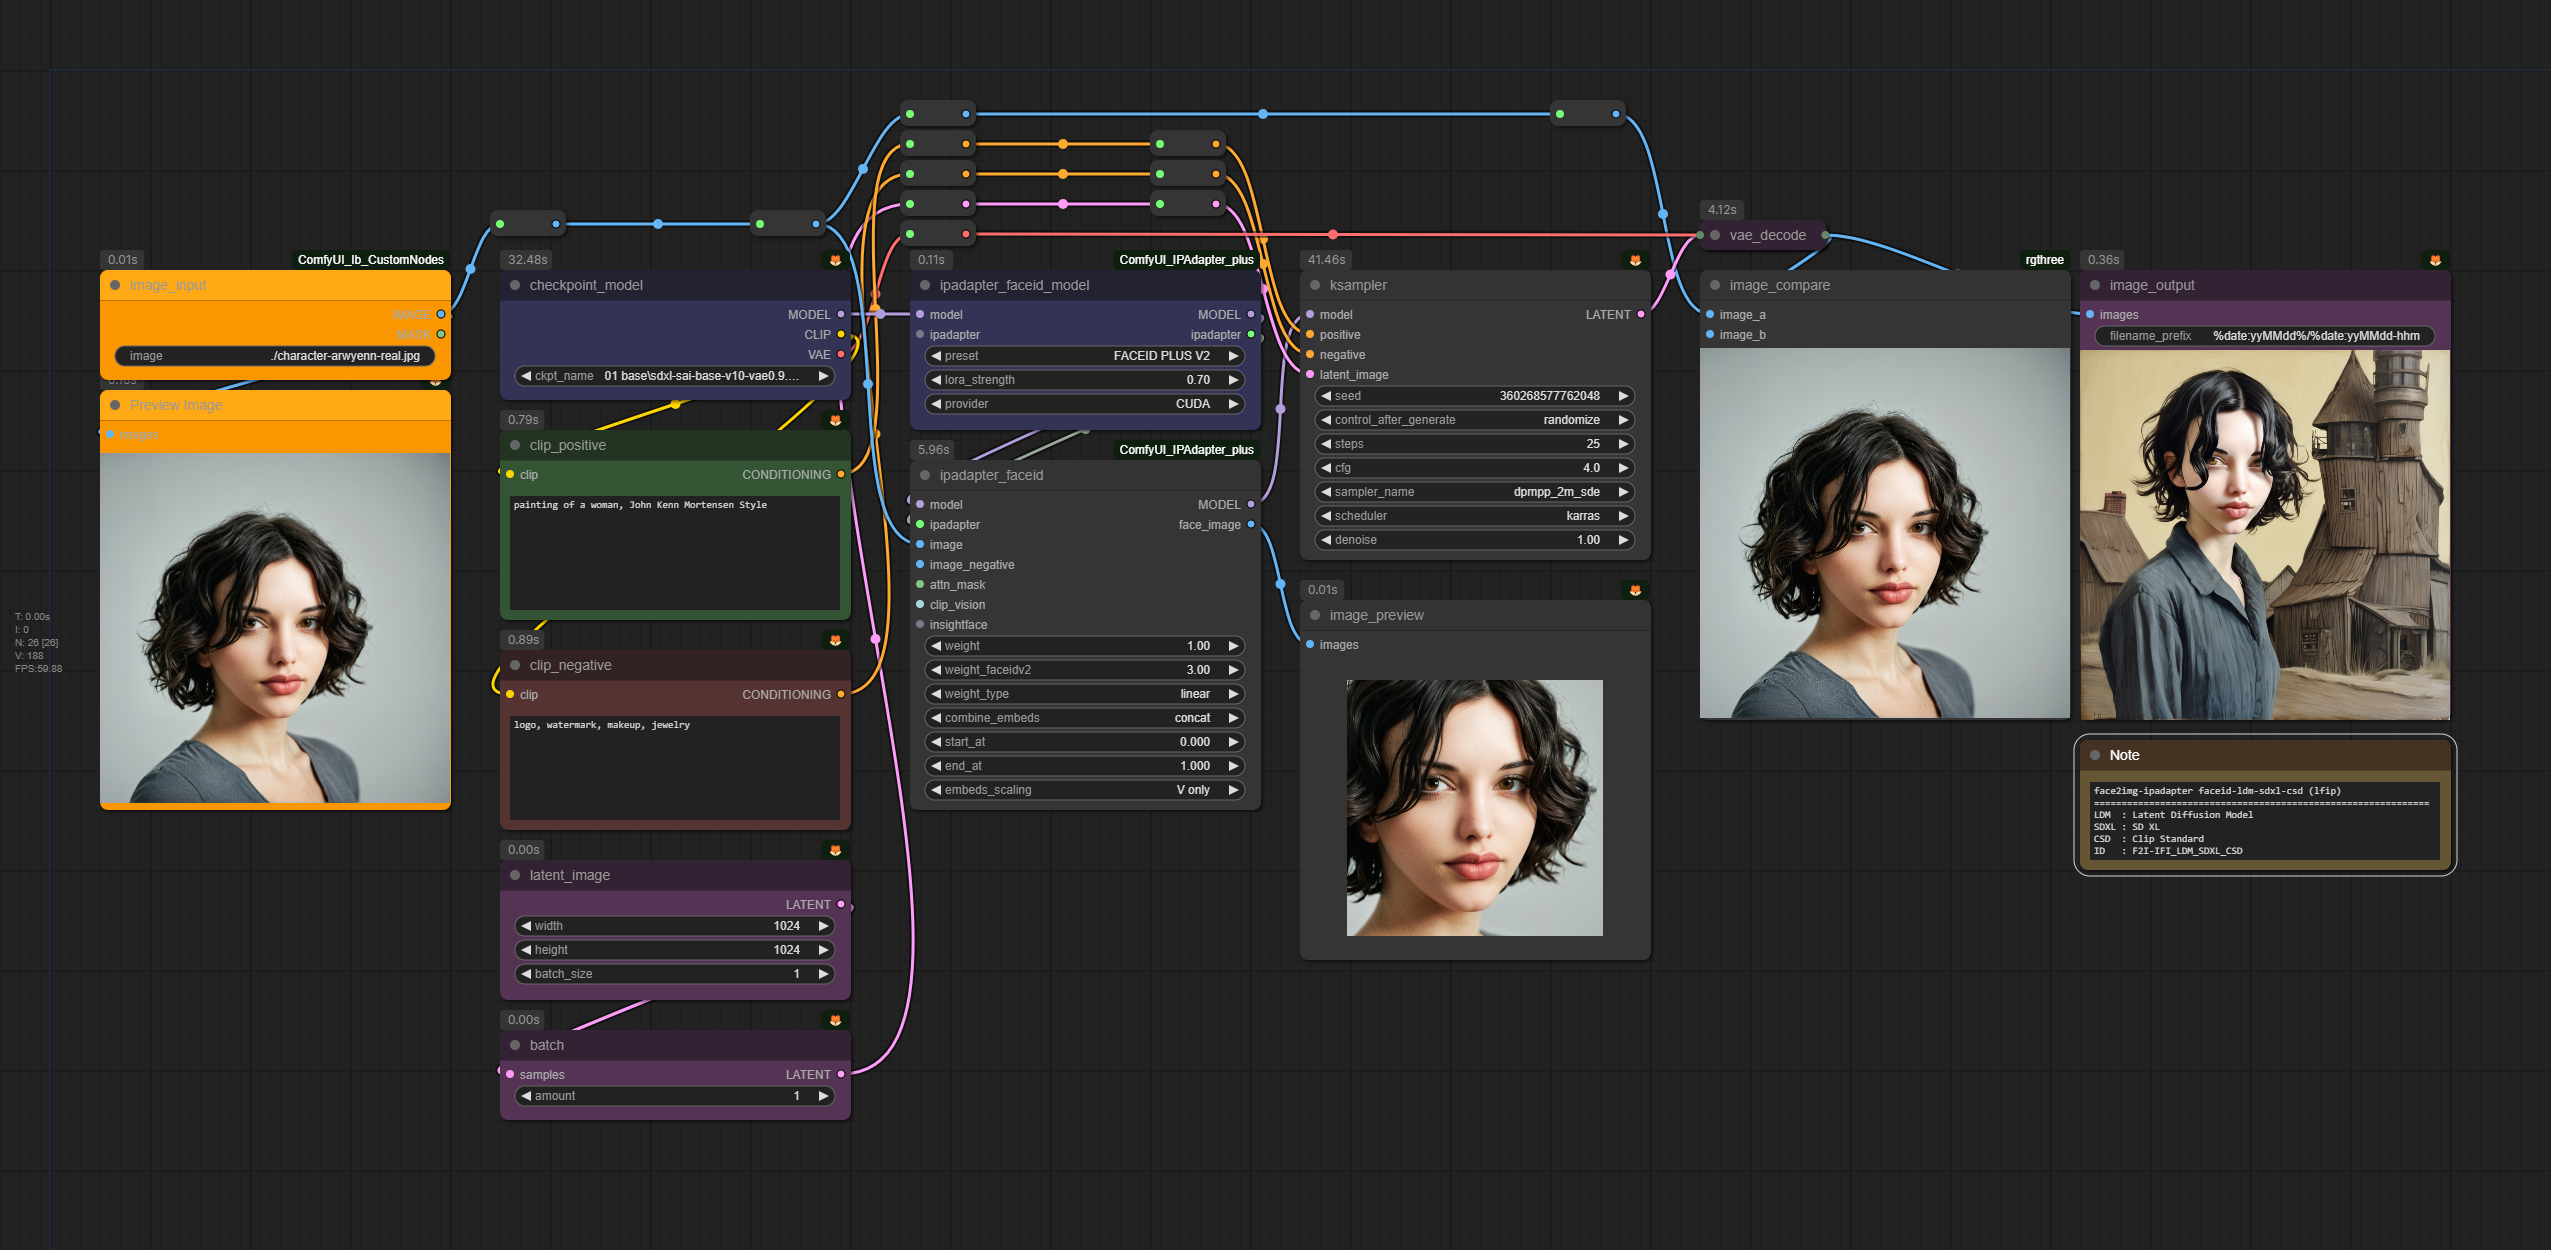 4.12s
vae_decode
0.01s
ComfyUI_Ib_CustomNodes
image_input
IMAGE
MASK
image ./character-arwyenn-real.jpg
Preview Image
images
T: 0.00s
I: 0
N: 26 [26]
V: 188
FPS:59.88
32.48s
checkpoint_model
MODEL
CLIP
VAE
ckpt_name 01 base\sdxl-sai-base-v10-vae0.9....
0.79s
clip_positive
clip CONDITIONING
painting of a woman, John Kenn Mortensen Style
0.89s
clip_negative
clip CONDITIONING
logo, watermark, makeup, jewelry
0.00s
latent_image
LATENT
width 1024
height 1024
batch_size 1
0.00s
batch
samples LATENT
amount 1
0.11s ComfyUI_IPAdapter_plus
ipadapter_faceid_model
model MODEL
ipadapter ipadapter
preset FACEID PLUS V2
lora_strength 0.70
provider CUDA
5.96s ComfyUI_IPAdapter_plus
ipadapter_faceid
model MODEL
ipadapter face_image
image
image_negative
attn_mask
clip_vision
insightface
weight 1.00
weight_faceidv2 3.00
weight_type linear
combine_embeds concat
start_at 0.000
end_at 1.000
embeds_scaling V only
41.46s
ksampler
model LATENT
positive
negative
latent_image
seed 360268577762048
control_after_generate randomize
steps 25
cfg 4.0
sampler_name dpmpp_2m_sde
scheduler karras
denoise 1.00
0.01s
image_preview
images
rgthree
image_compare
image_a
image_b
0.36s
image_output
images
filename_prefix %date:yyMMdd%/%date:yyMMdd-hhm
Note
face2img-ipadapter faceid-ldm-sdxl-csd (lfip)
=============================================================
LDM : Latent Diffusion Model
SDXL : SD XL
CSD : Clip Standard
ID : F2I-IFI_LDM_SDXL_CSD